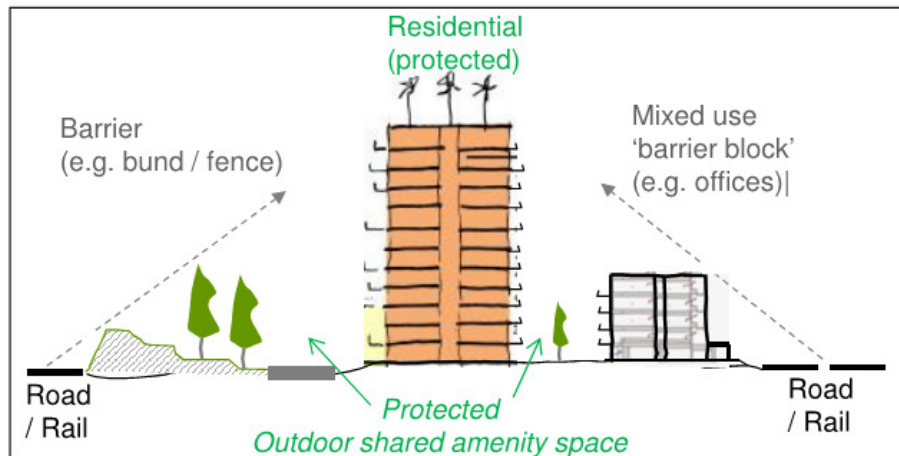 Residential
(protected)
Barrier
(e.g. bund / fence)
Mixed use
‘barrier block’
(e.g. offices)|
Road
/ Rail
Protected
Outdoor shared amenity space
Road
/ Rail